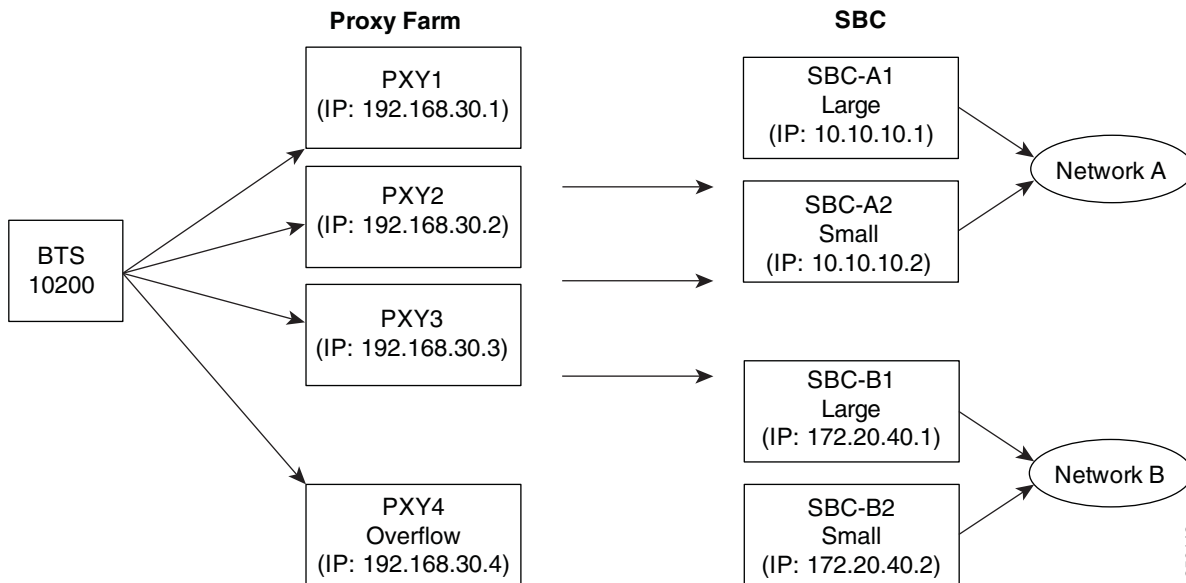 Proxy Farm
SBC
BTS
10200
PXY1
(IP: 192.168.30.1)
PXY2
(IP: 192.168.30.2)
PXY3
(IP: 192.168.30.3)
PXY4
Overflow
(IP: 192.168.30.4)
SBC-A1
Large
(IP: 10.10.10.1)
SBC-A2
Small
(IP: 10.10.10.2)
SBC-B1
Large
(IP: 172.20.40.1)
SBC-B2
Small
(IP: 172.20.40.2)
Network A
Network B